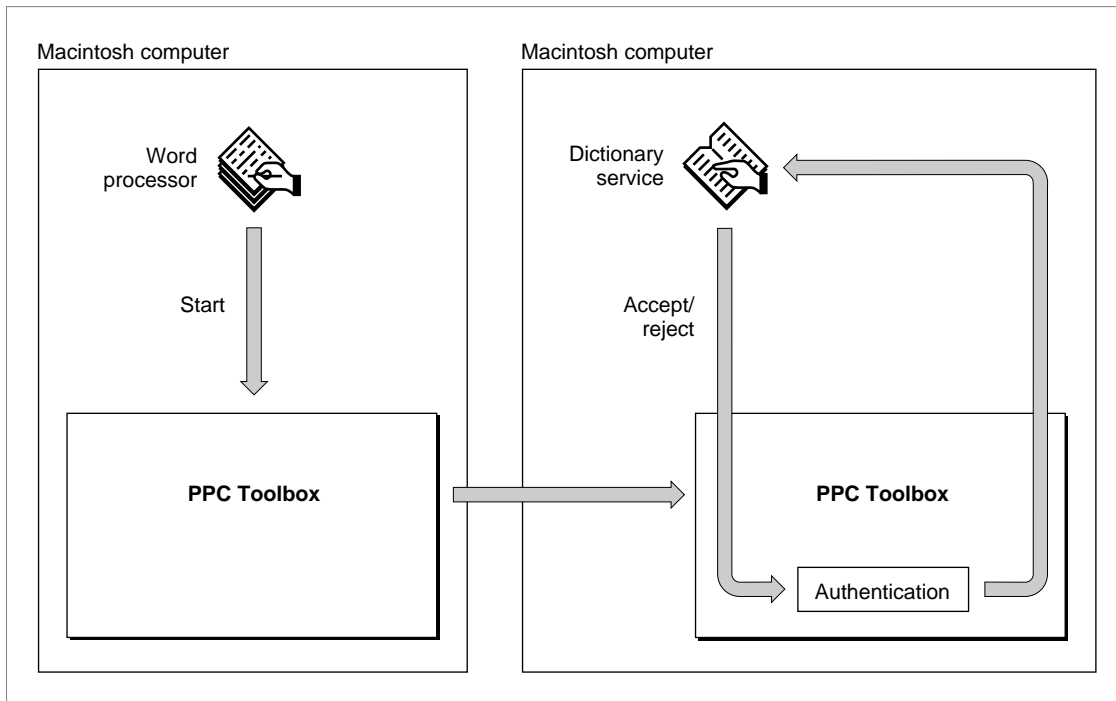 Macintosh computer
Word
processor
Start
PPC Toolbox
Macintosh computer
Dictionary
service
Accept/
reject
PPC Toolbox
Authentication